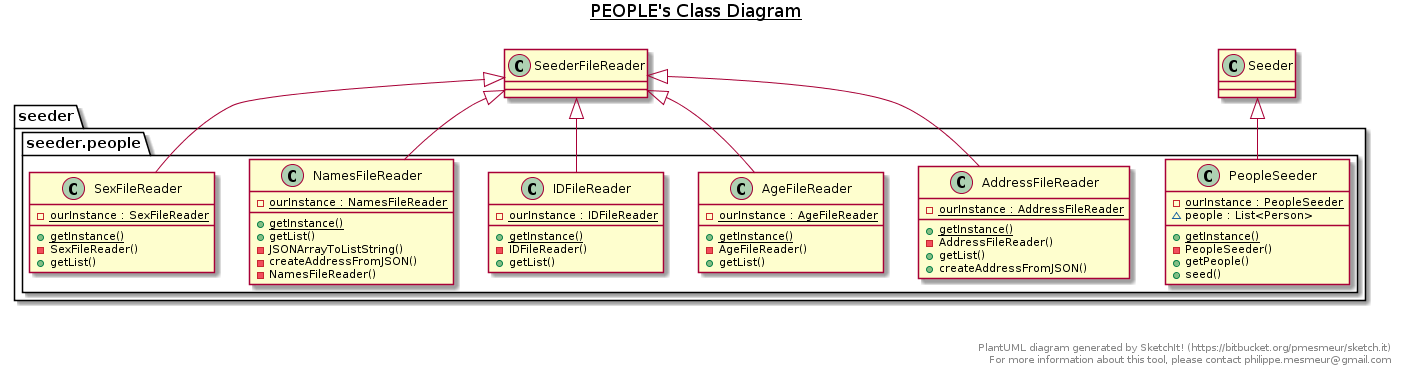 PEOPLE's Class Diagram
C SeederFileReader
C Seeder
seeder
seeder.people
C SexFileReader
ourInstance : SexFileReader
getInstance()
SexFileReader()
getList()
C NamesFileReader
ourInstance : NamesFileReader
getInstance()
getList()
JSONArrayToListString()
createAddressFromJSON()
NamesFileReader()
C IDFileReader
ourInstance : IDFileReader
getInstance()
IDFileReader()
getList()
C AgeFileReader
ourInstance : AgeFileReader
getInstance()
AgeFileReader()
getList()
C AddressFileReader
ourInstance : AddressFileReader
getInstance()
AddressFileReader()
getList()
createAddressFromJSON()
C PeopleSeeder
ourInstance : PeopleSeeder
people : List<Person>
getInstance()
PeopleSeeder()
getPeople()
seed()
PlantUML diagram generated by SketchIt! (https://bitbucket.org/pmesmeur/sketch.it)
For more information about this tool, please contact philippe.mesmeur@gmail.com